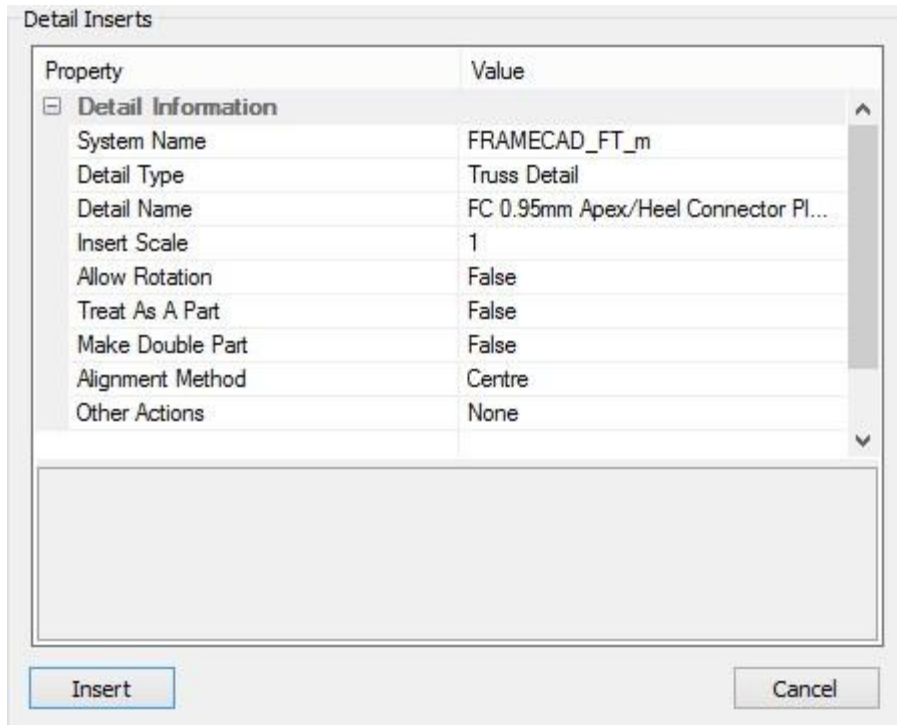 Detail Inserts
Property Value
Detail Information
System Name FRAMECAD_FT_m
Detail Type Truss Detail
Detail Name FC 0.95mm Apex/Heel Connector Pl...
Insert Scale 1
Allow Rotation False
Treat As A Part False
Make Double Part False
Alignment Method Centre
Other Actions None
Insert Cancel